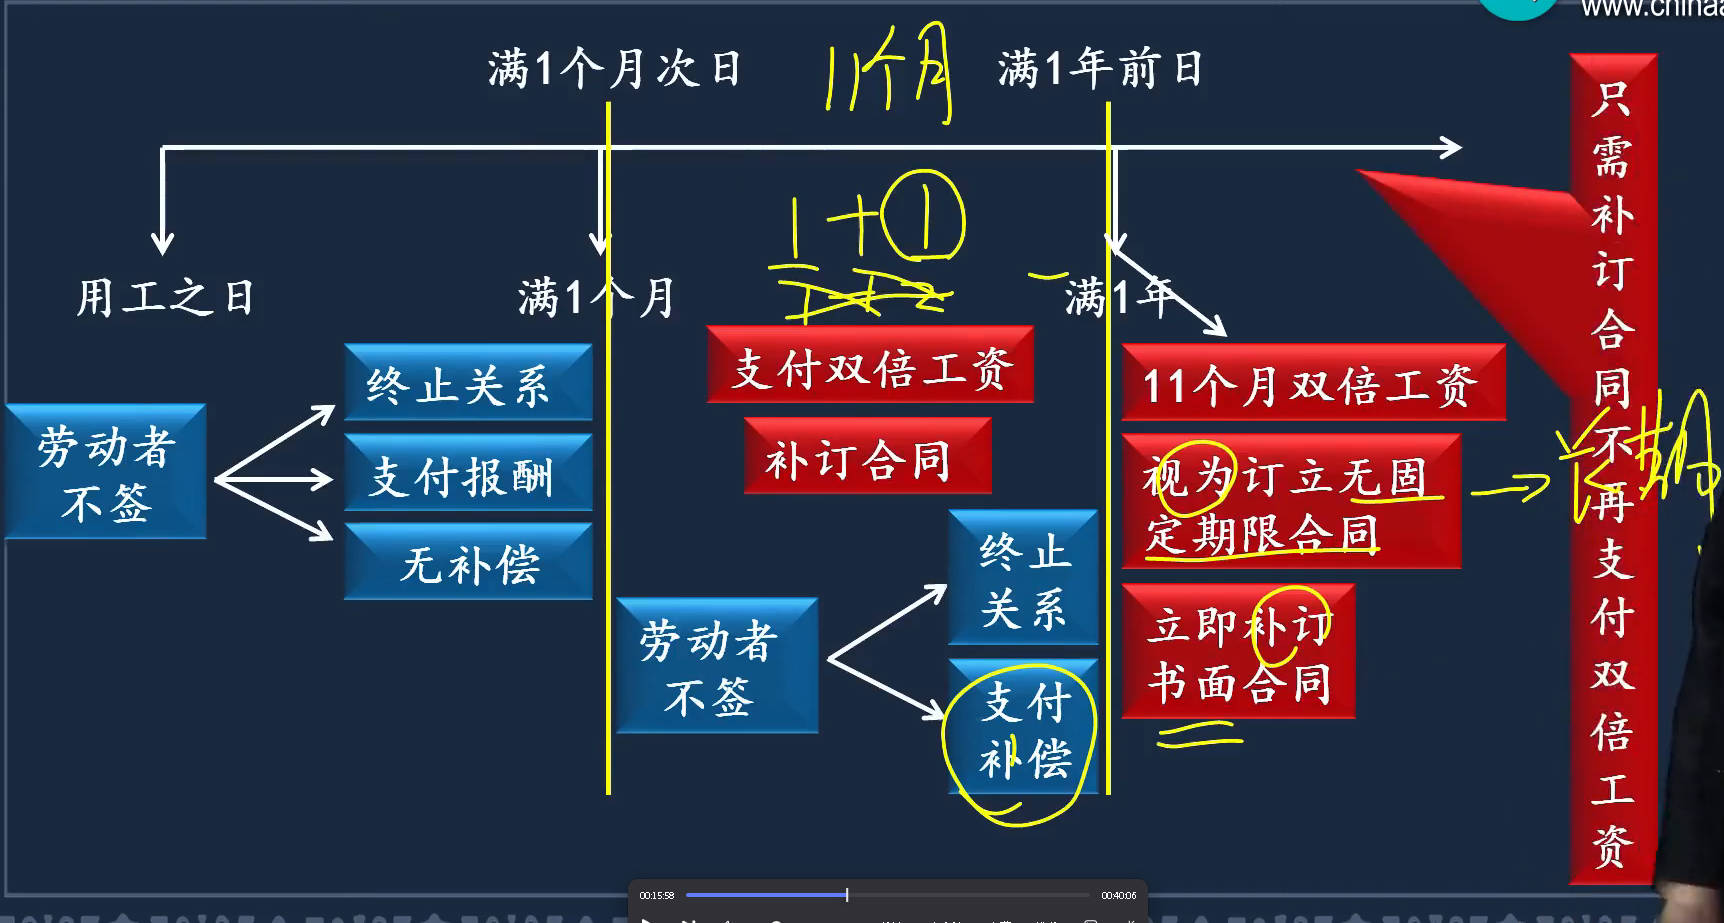 www.china
满1个月次日
11个月
满1年前日
1+①
用工之日
满1个月
满1年
劳动者
不签
终止关系
支付报酬
无补偿
支付双倍工资
补订合同
劳动者
不签
终止
关系
支付
补偿
11个月双倍工资
视为订立无固
定期限合同
立即补订
书面合同
长期
只需补订合同不再支付双倍工资
00:15:58
00:40:06